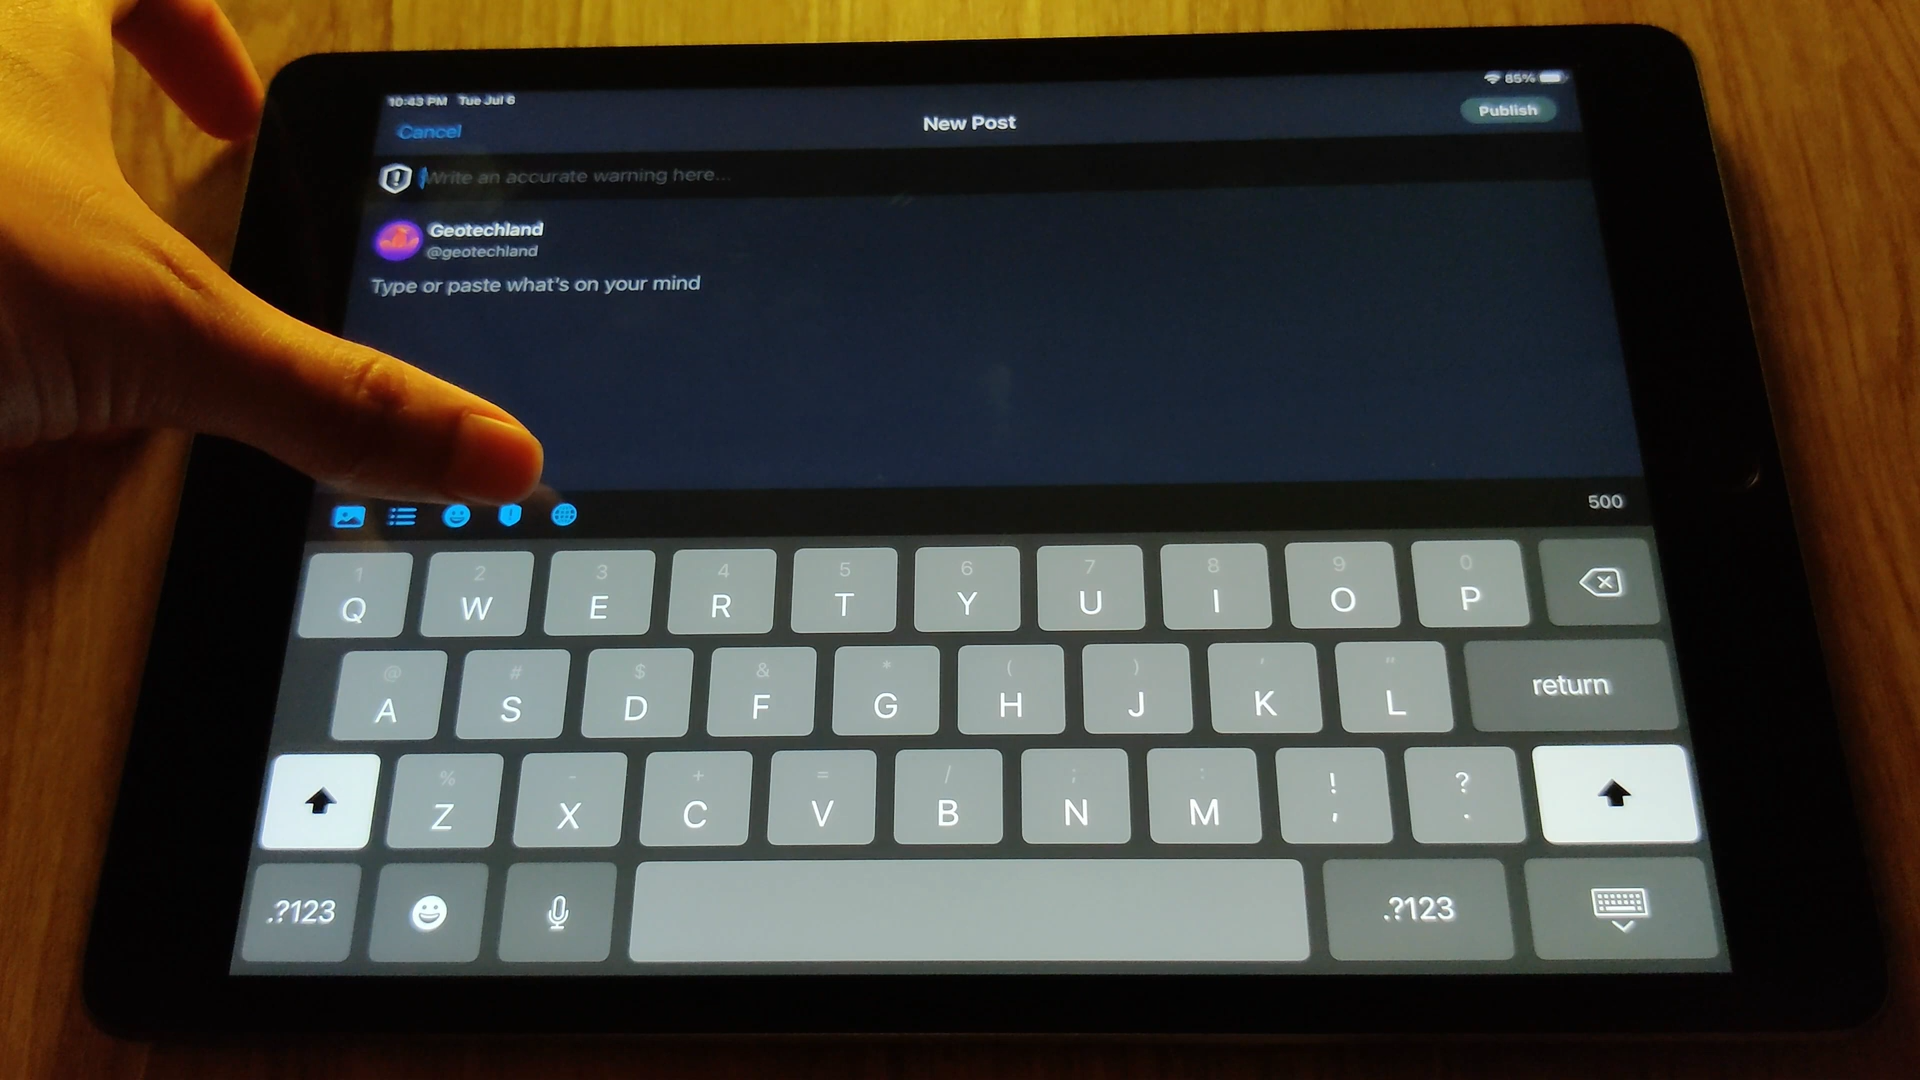 10:43 PM Tue Jul 6
85%
Cancel
New Post
Publish
Write an accurate warning here...
Geotechland
@geotechland
Type or paste what's on your mind
500
1 2 3 4 5 6 7 8 9 0
Q W E R T Y U I O P
@ # $ & * ( ) ' "
A S D F G H J K L return
% - + = / ; : ! ?
Z X C V B N M , .
.?123 .?123